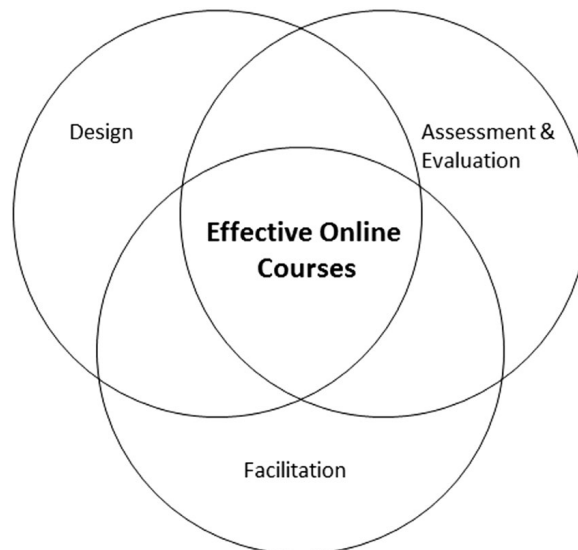 Design
Assessment &
Evaluation
Effective Online
Courses
Facilitation